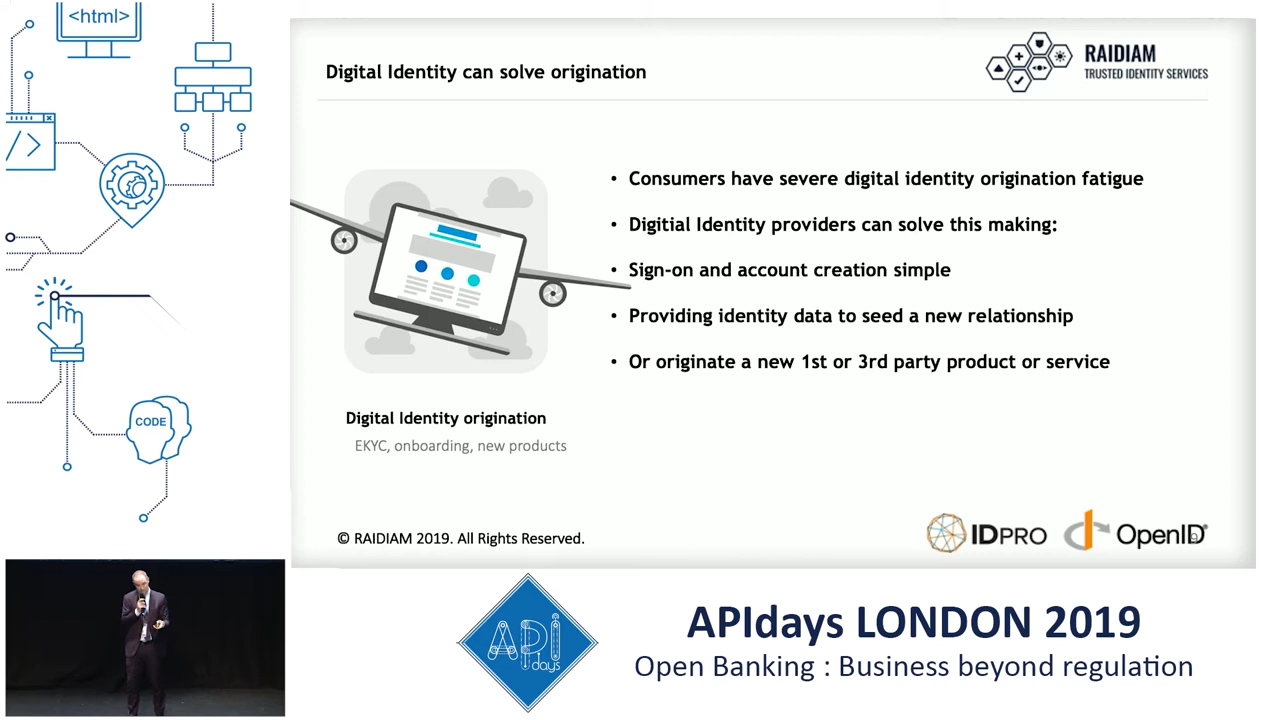 <html>
Digital Identity can solve origination
RAIDIAM
TRUSTED IDENTITY SERVICES
</>
• Consumers have severe digital identity origination fatigue
• Digitial Identity providers can solve this making:
• Sign-on and account creation simple
• Providing identity data to seed a new relationship
• Or originate a new 1st or 3rd party product or service
CODE
Digital Identity origination
EKYC, onboarding, new products
© RAIDIAM 2019. All Rights Reserved.
IDPRO
OpenID®
9
API
days
APIdays LONDON 2019
Open Banking : Business beyond regulation